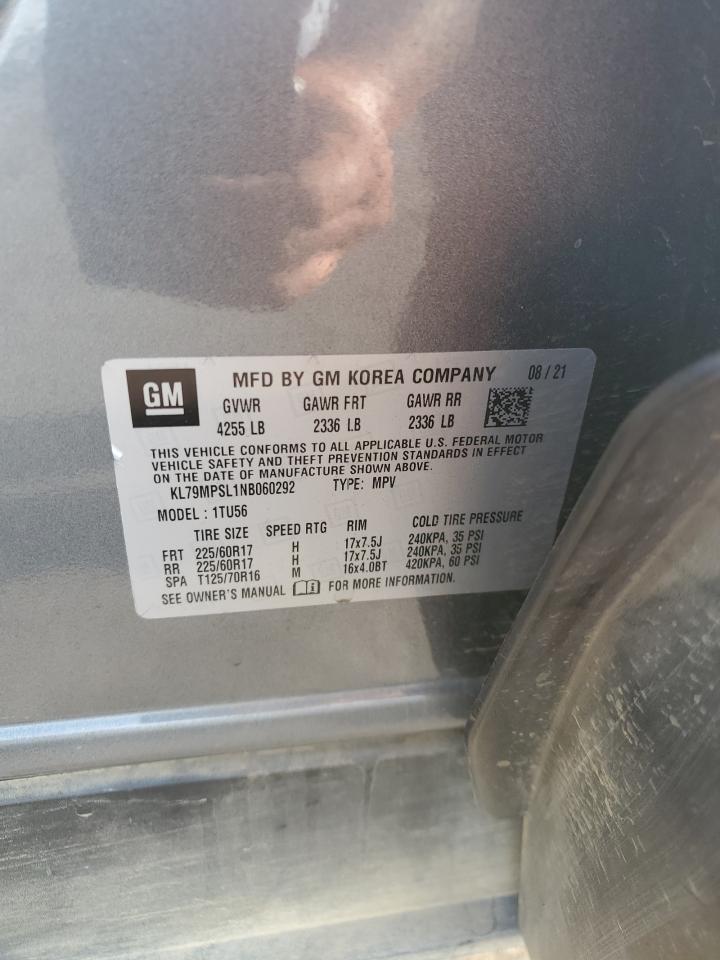 GM MFD BY GM KOREA COMPANY 08 / 21
GVWR GAWR FRT GAWR RR
4255 LB 2336 LB 2336 LB
THIS VEHICLE CONFORMS TO ALL APPLICABLE U.S. FEDERAL MOTOR
VEHICLE SAFETY AND THEFT PREVENTION STANDARDS IN EFFECT
ON THE DATE OF MANUFACTURE SHOWN ABOVE.
KL79MPSL1NB060292 TYPE: MPV
MODEL : 1TU56
TIRE SIZE SPEED RTG RIM COLD TIRE PRESSURE
FRT 225/60R17 H 17x7.5J 240KPA, 35 PSI
RR 225/60R17 H 17x7.5J 240KPA, 35 PSI
SPA T125/70R16 M 16x4.0BT 420KPA, 60 PSI
SEE OWNER'S MANUAL FOR MORE INFORMATION.